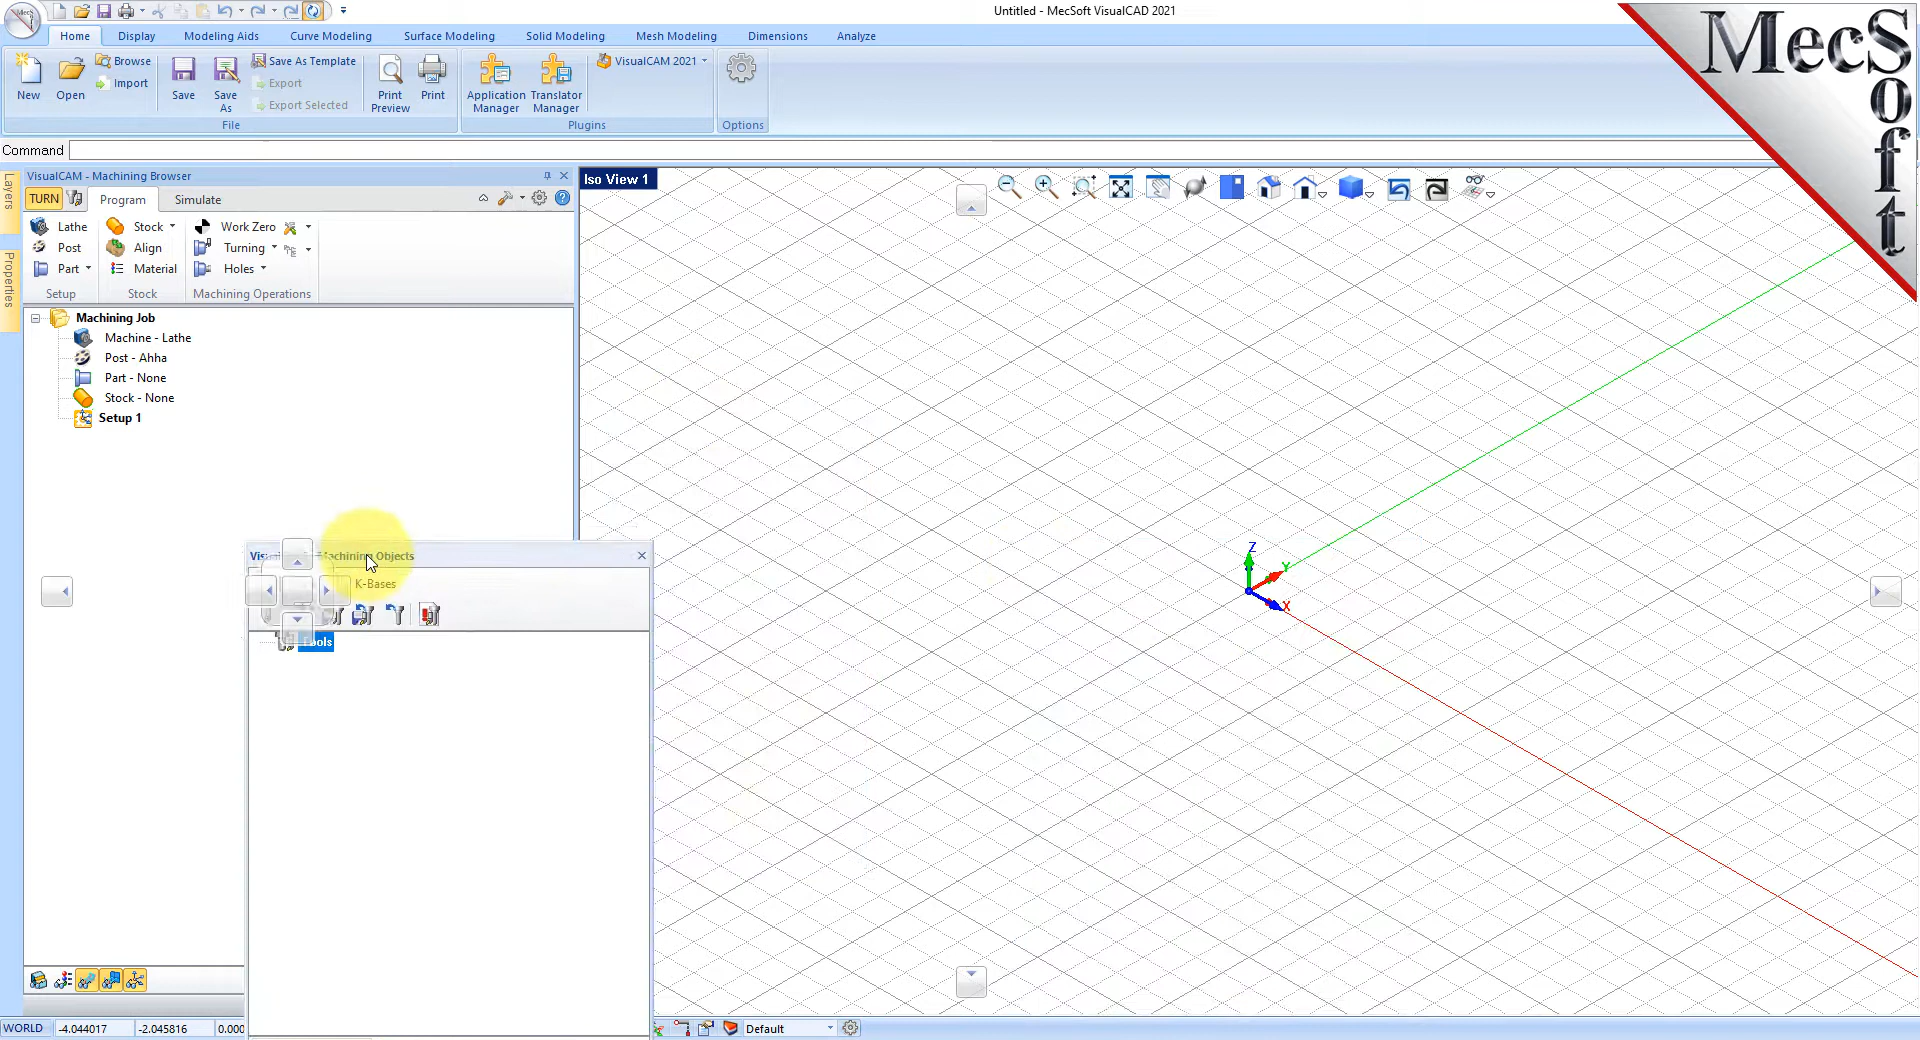 Untitled - MecSoft VisualCAD 2021
Home Display Modeling Aids Curve Modeling Surface Modeling Solid Modeling Mesh Modeling Dimensions Analyze
New Open Browse Import Save Save As Save As Template Export Export Selected Print Preview Print Application Manager Translator Manager VisualCAM 2021
File Plugins Options
Command
MecSoft
Layers
Properties
VisualCAM - Machining Browser
TURN Program Simulate
Lathe Stock Work Zero
Post Align Turning
Part Material Holes
Setup Stock Machining Operations
Machining Job
Machine - Lathe
Post - Ahha
Part - None
Stock - None
Setup 1
Machining Objects
K-Bases
Tools
Iso View 1
Z
Y
X
WORLD -4.044017 -2.045816 0.000
Default